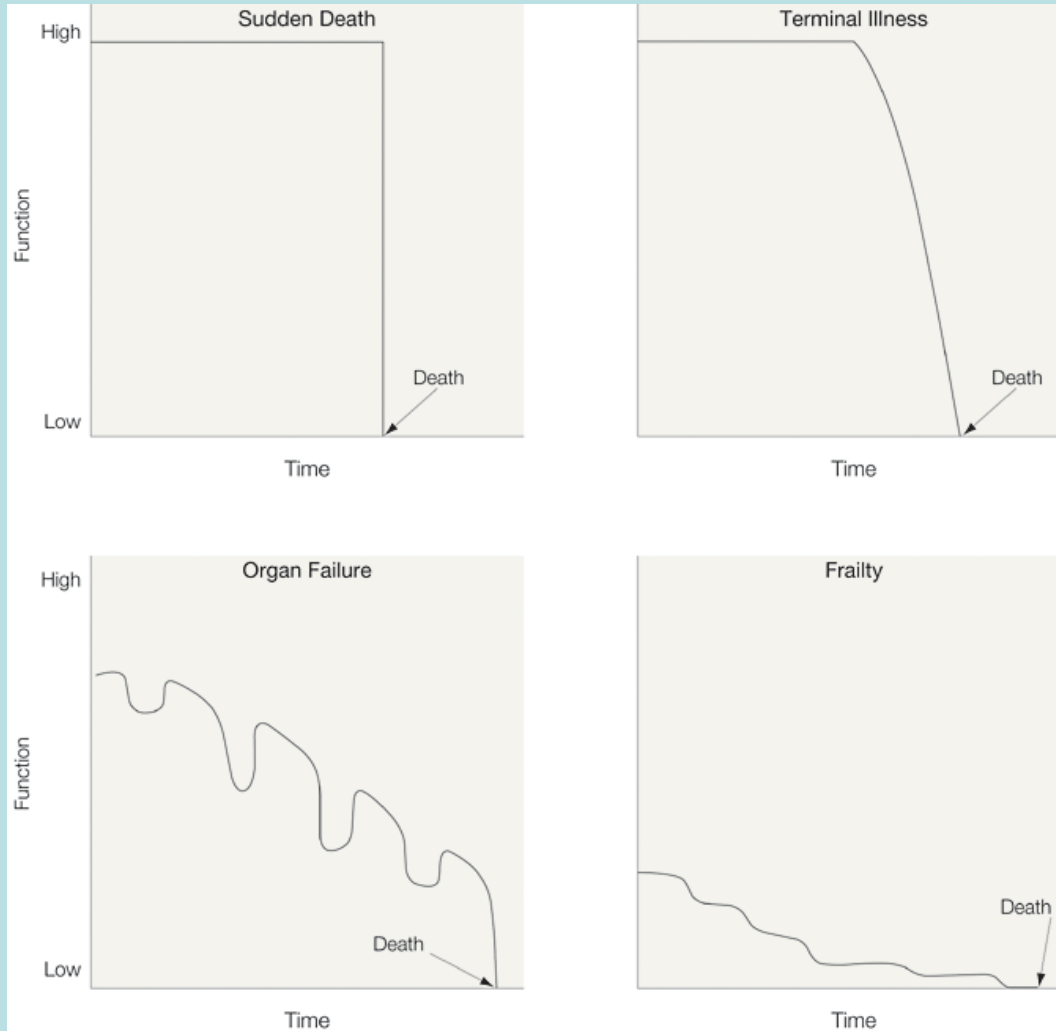 Sudden Death
High
Function
Low
Death
Time
Terminal Illness
Death
Time
Organ Failure
High
Function
Low
Death
Time
Frailty
Death
Time